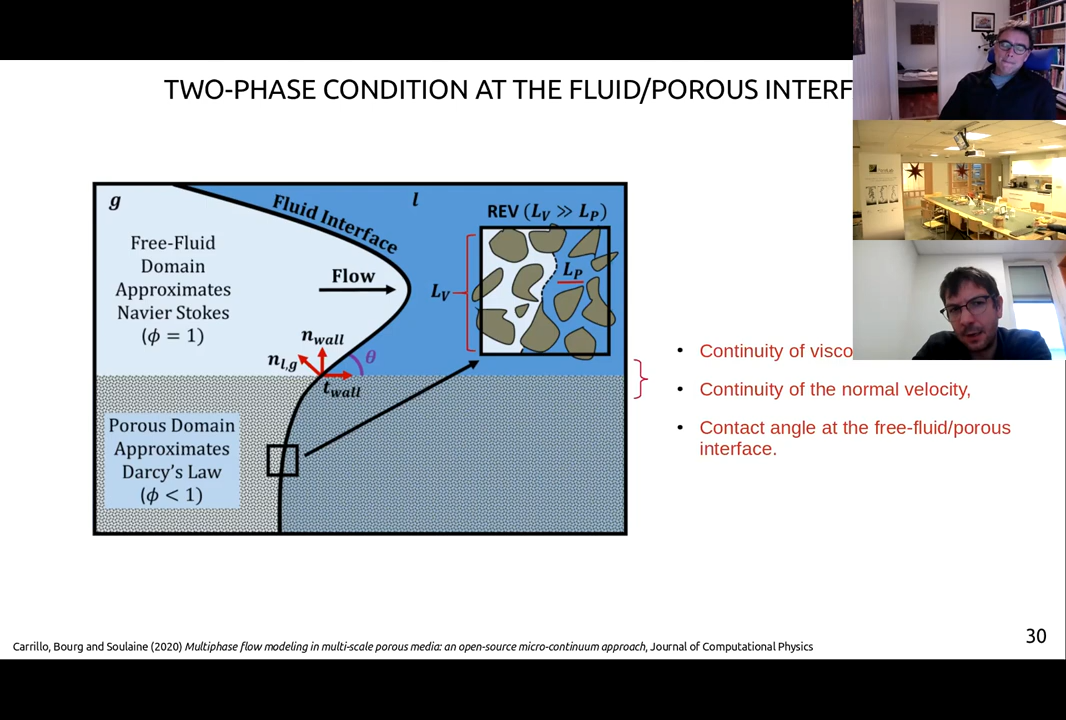 TWO-PHASE CONDITION AT THE FLUID/POROUS INTERF
g
Fluid Interface
l
REV (L_V ≫ L_P)
Free-Fluid
Domain
Approximates
Navier Stokes
(ϕ = 1)
Flow
L_V
L_P
n_wall
n_l,g
θ
t_wall
Porous Domain
Approximates
Darcy's Law
(ϕ < 1)
• Continuity of visco
• Continuity of the normal velocity,
• Contact angle at the free-fluid/porous
interface.
30
Carrillo, Bourg and Soulaine (2020) Multiphase flow modeling in multi-scale porous media: an open-source micro-continuum approach, Journal of Computational Physics